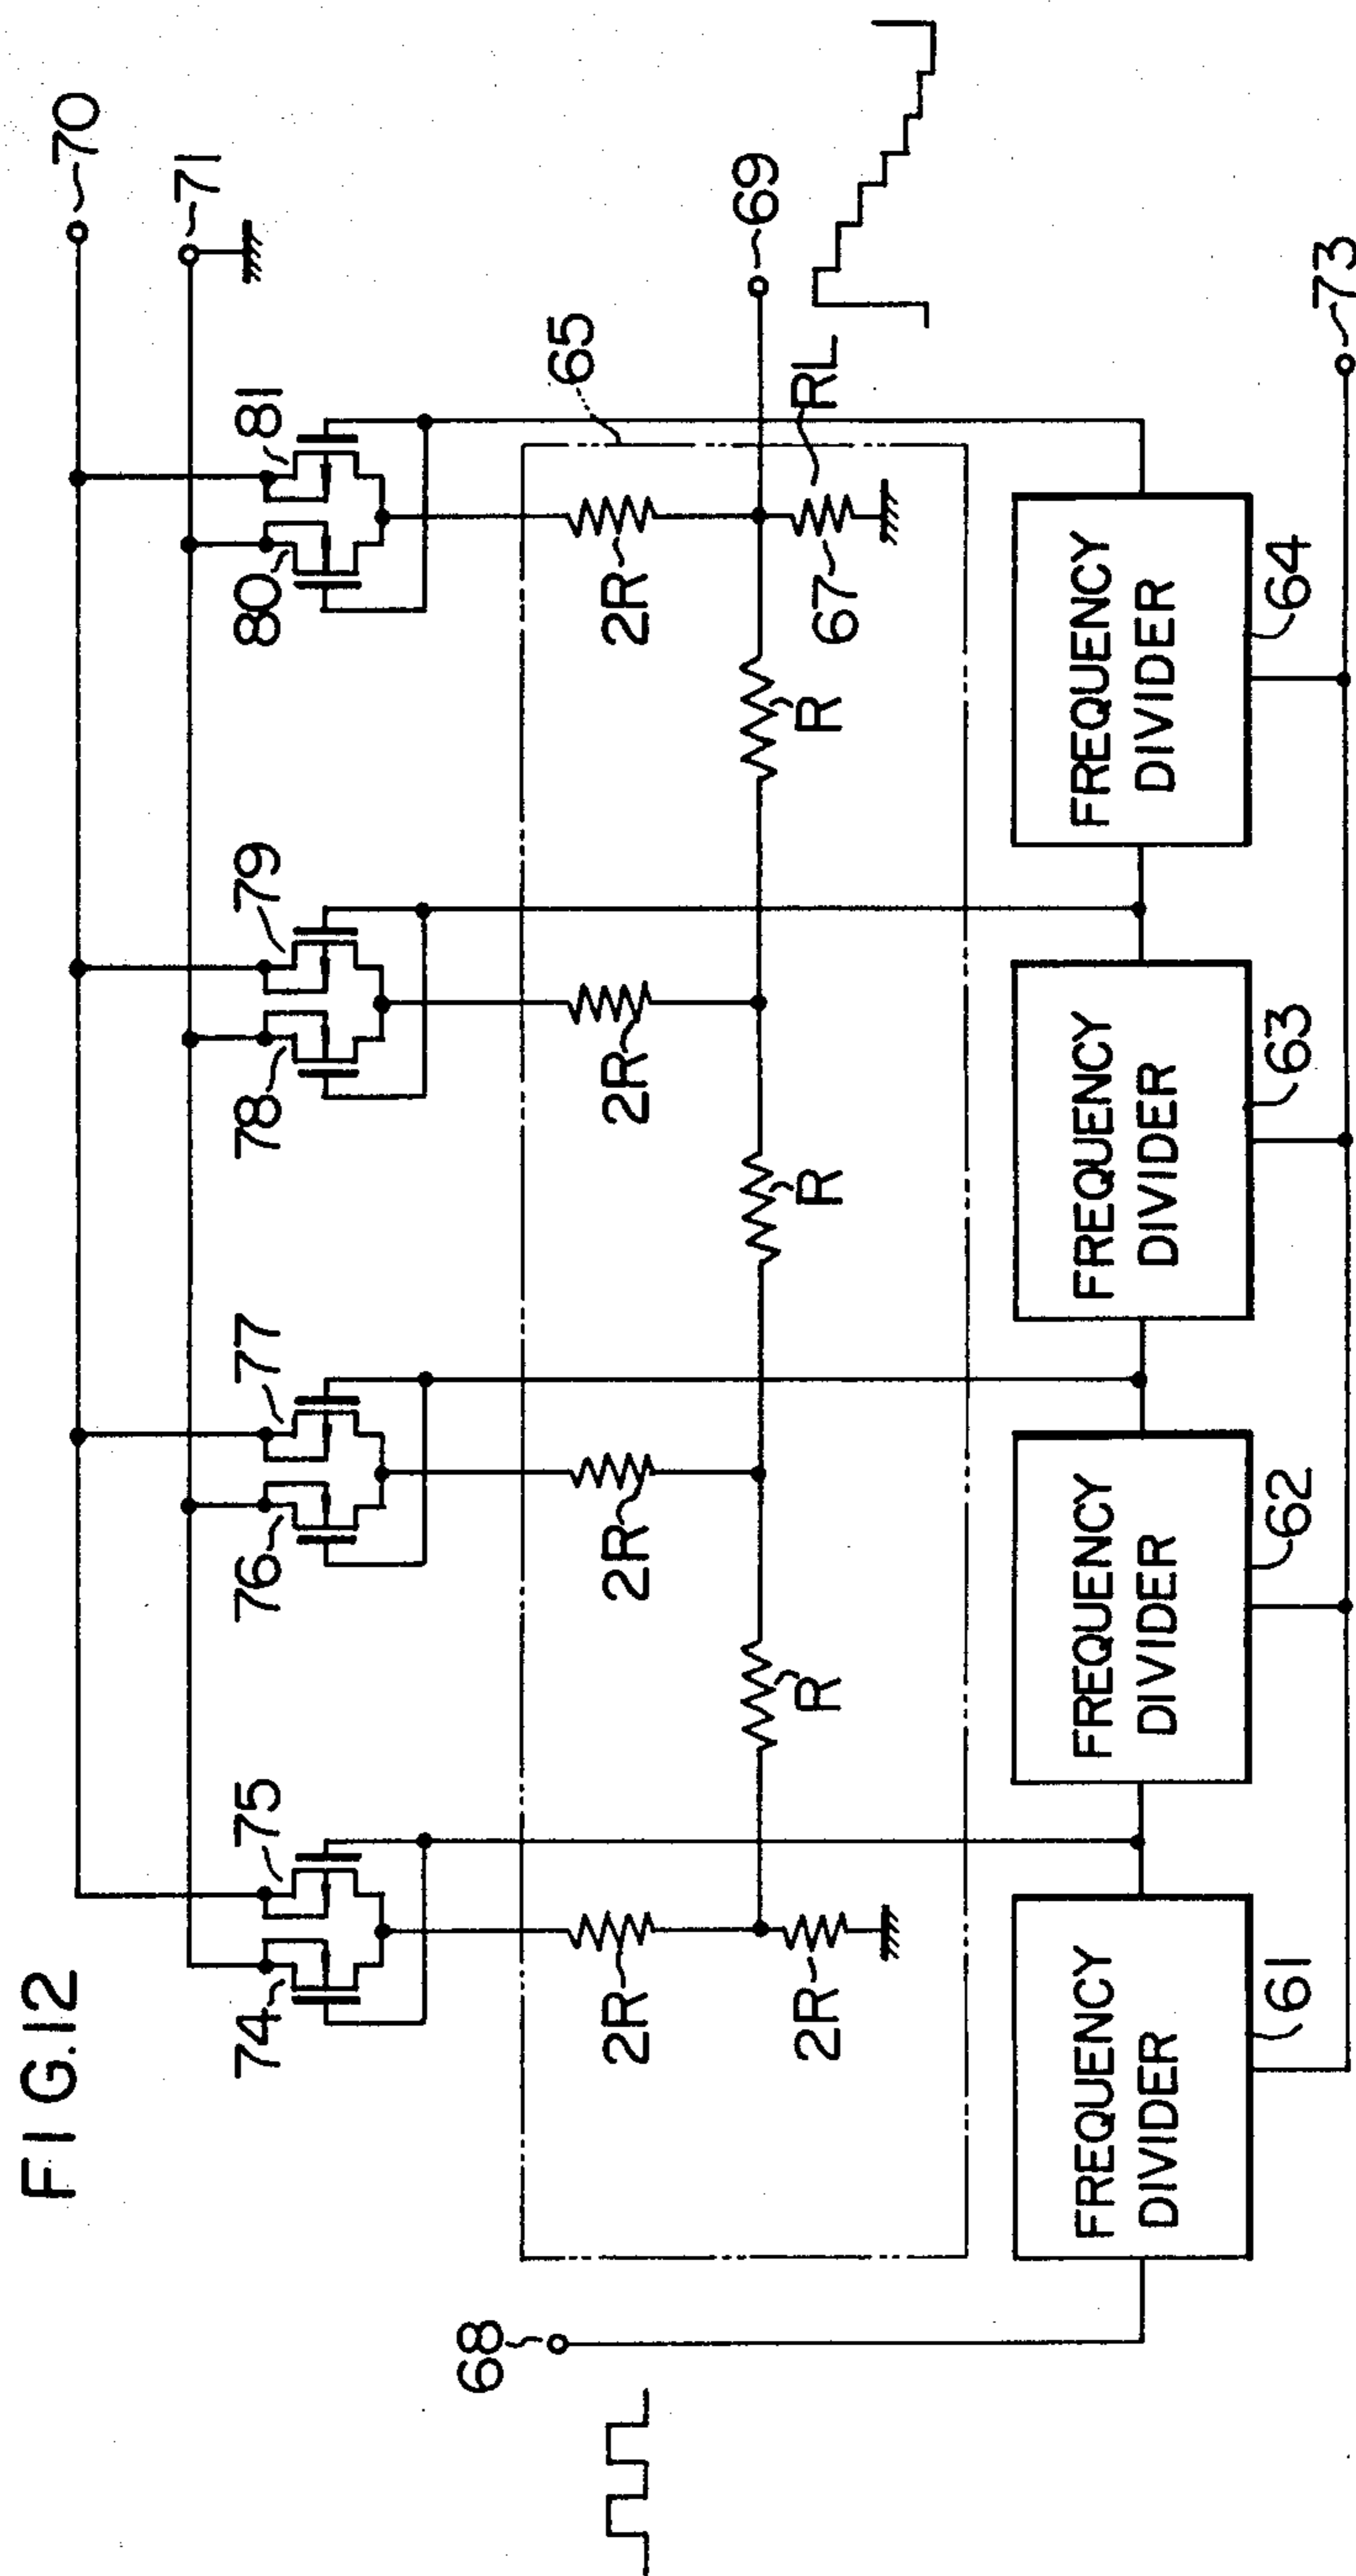 FIG.12
70
71
74
75
76
77
78
79
80
81
65
2R
2R
2R
2R
69
R
R
R
2R
67
RL
68
FREQUENCY
DIVIDER
FREQUENCY
DIVIDER
FREQUENCY
DIVIDER
FREQUENCY
DIVIDER
61
62
63
64
73